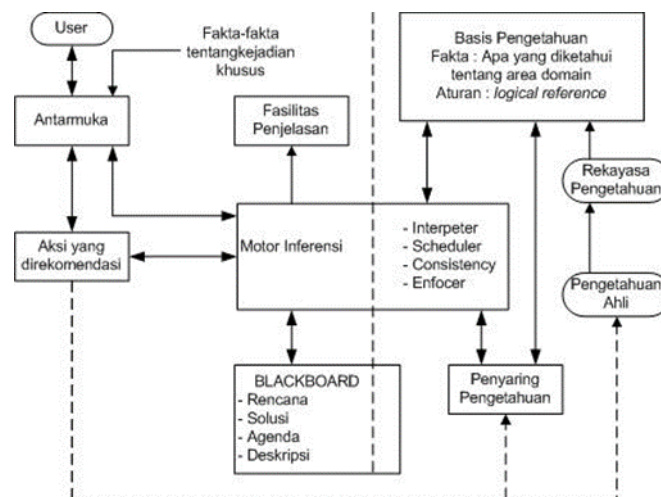 User
Fakta-fakta
tentangkejadian
khusus
Basis Pengetahuan
Fakta : Apa yang diketahui
tentang area domain
Aturan : logical reference
Antarmuka
Fasilitas
Penjelasan
Rekayasa
Pengetahuan
Aksi yang
direkomendasi
Motor Inferensi
- Interpeter
- Scheduler
- Consistency
- Enfocer
Pengetahuan
Ahli
BLACKBOARD
- Rencana
- Solusi
- Agenda
- Deskripsi
Penyaring
Pengetahuan